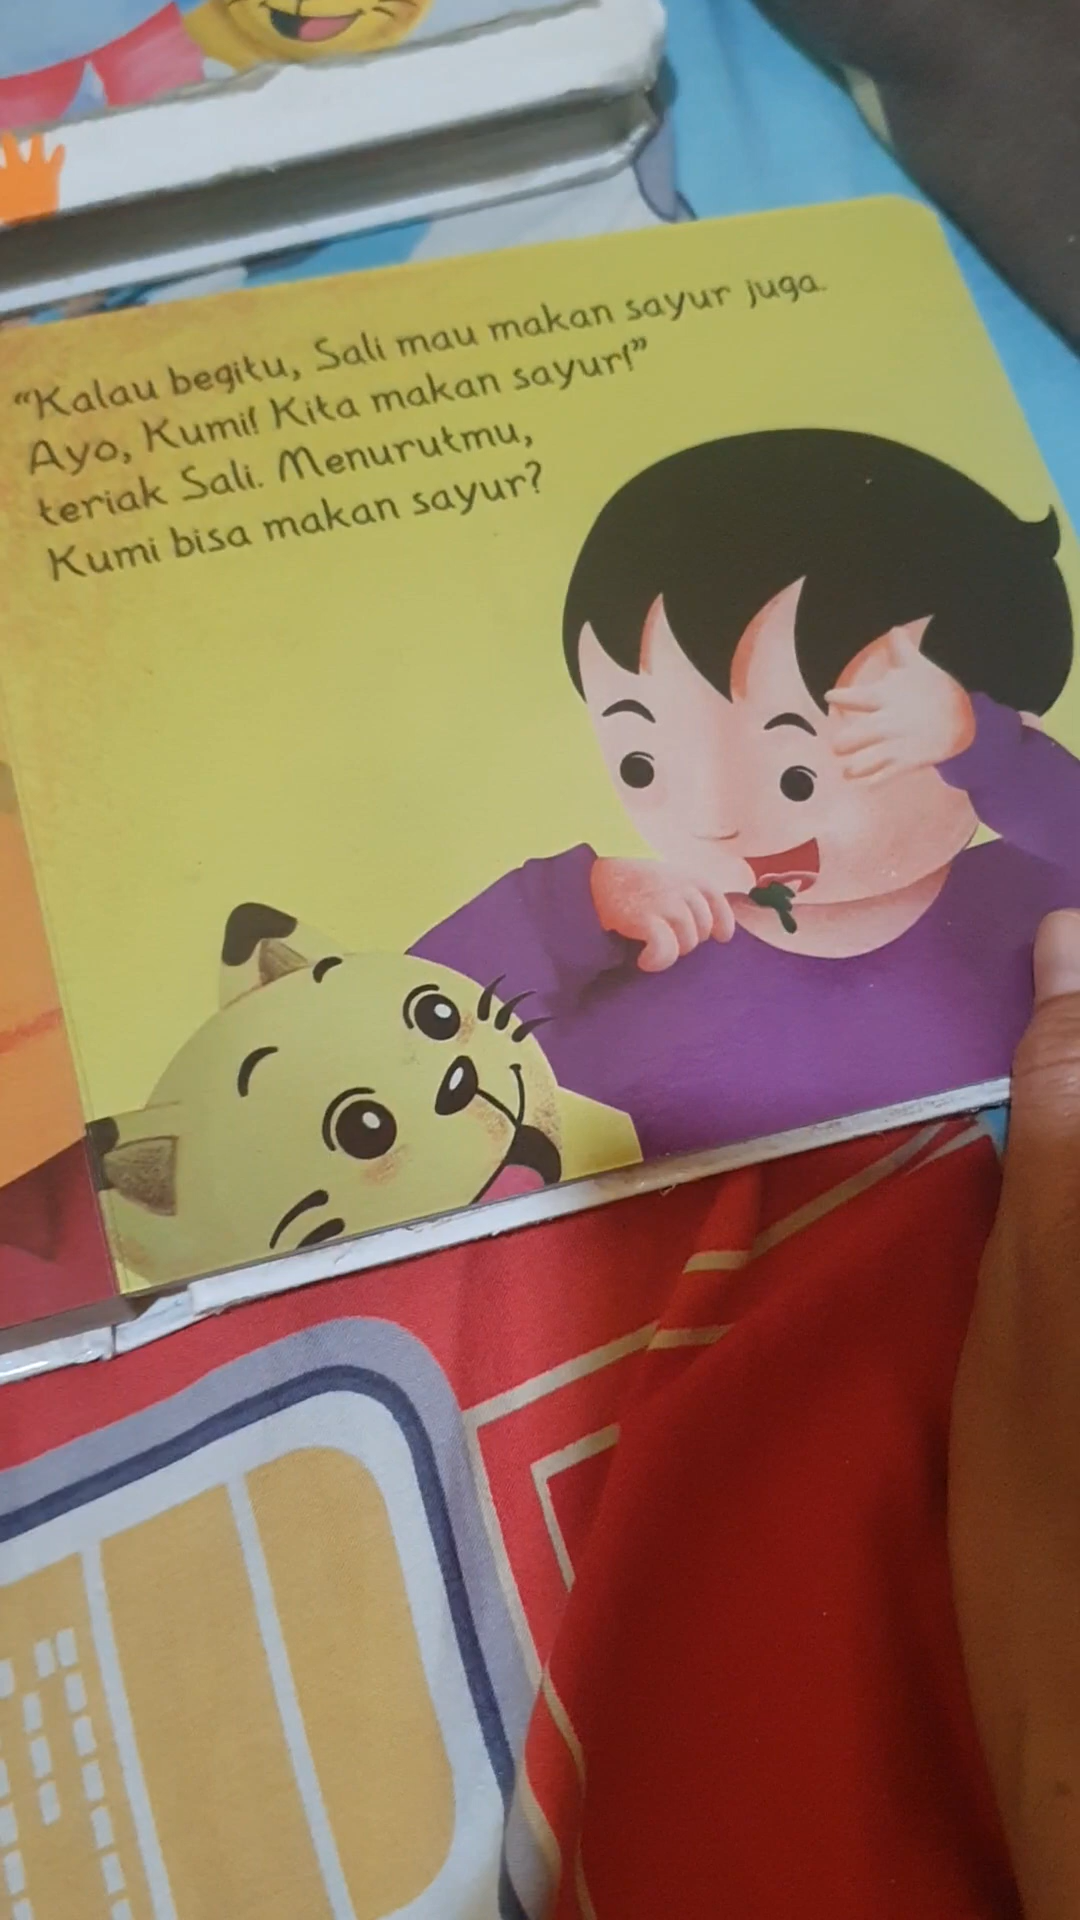 “Kalau begitu, Sali mau makan sayur juga.
Ayo, Kumi! Kita makan sayur!”
teriak Sali. Menurutmu,
Kumi bisa makan sayur?